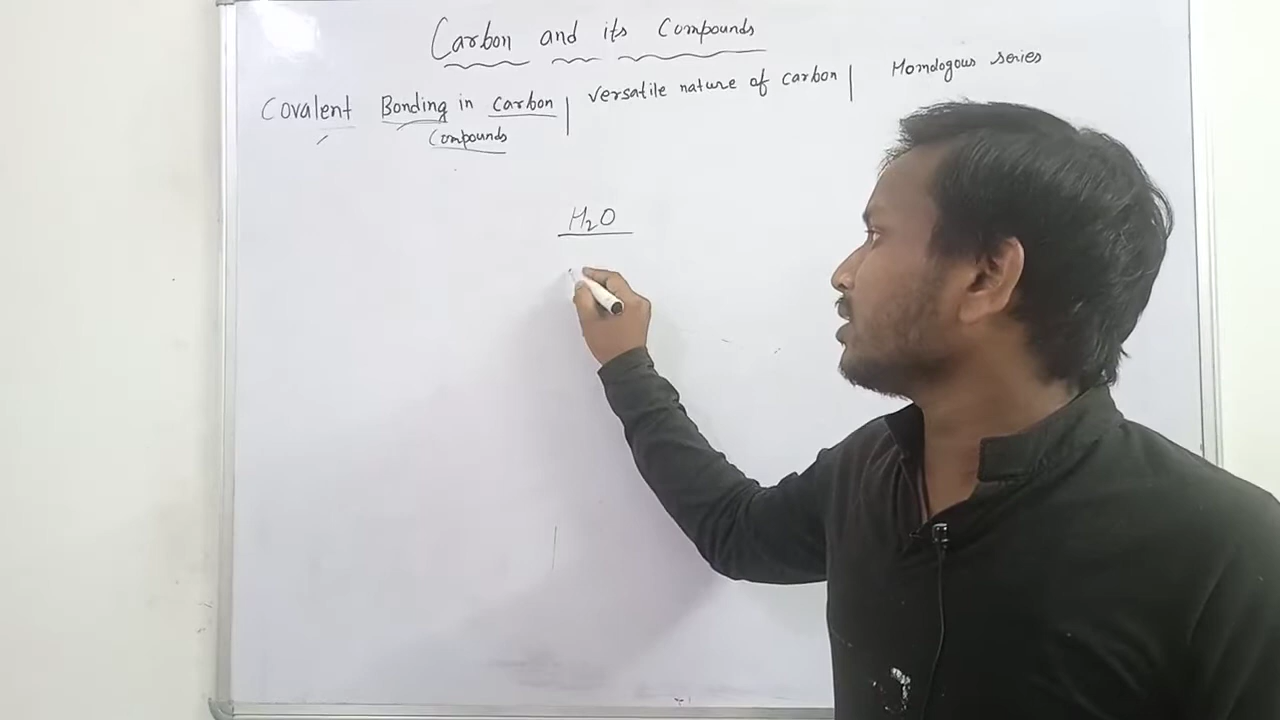 Carbon and its Compounds
Covalent Bonding in Carbon | versatile nature of carbon | Homologous series
Compounds
H₂O